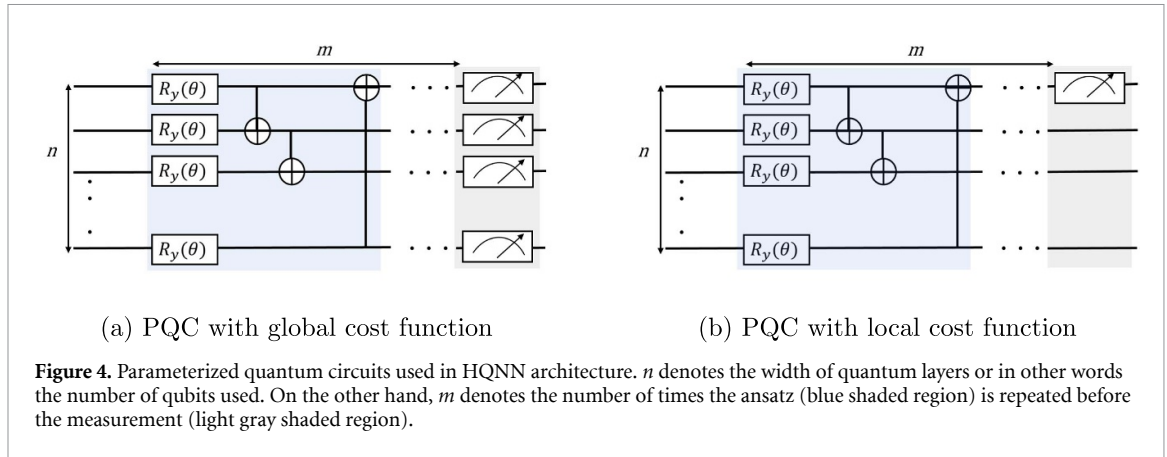 m
R_y(θ)
R_y(θ)
n
R_y(θ)
R_y(θ)
m
R_y(θ)
R_y(θ)
n
R_y(θ)
R_y(θ)
(a) PQC with global cost function
(b) PQC with local cost function
Figure 4. Parameterized quantum circuits used in HQNN architecture. n denotes the width of quantum layers or in other words
the number of qubits used. On the other hand, m denotes the number of times the ansatz (blue shaded region) is repeated before
the measurement (light gray shaded region).